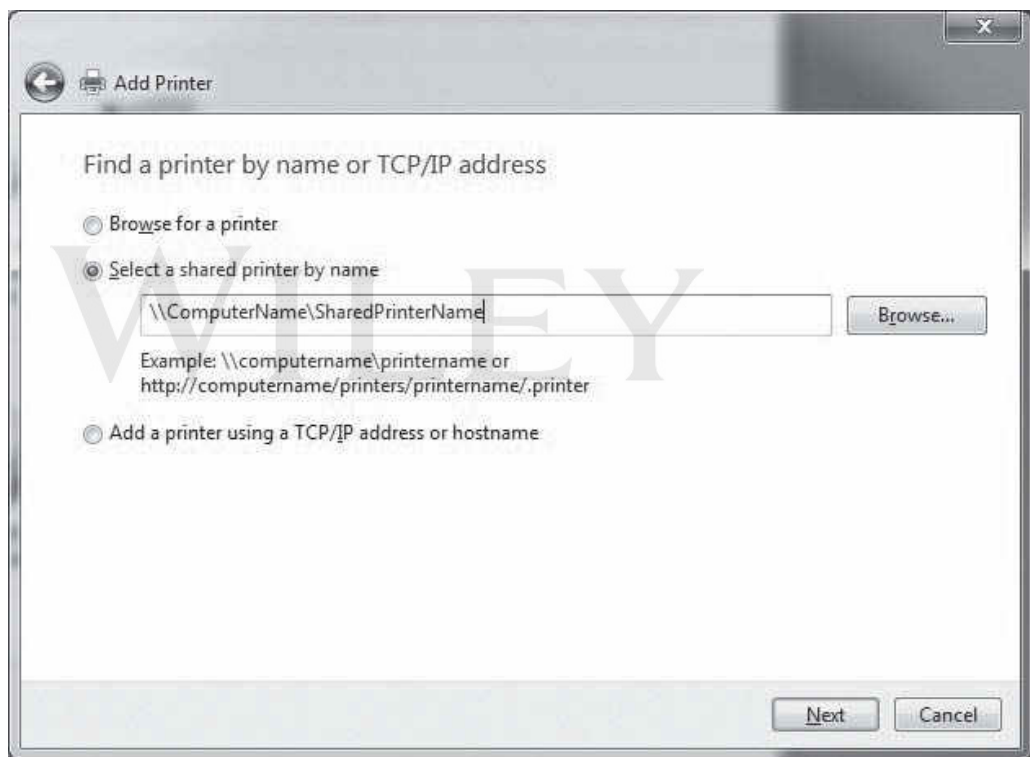 Add Printer
Find a printer by name or TCP/IP address
Browse for a printer
Select a shared printer by name
\\ComputerName\SharedPrinterName
Browse...
Example: \\computername\printername or
http://computername/printers/printername/.printer
Add a printer using a TCP/IP address or hostname
WILEY
Next
Cancel